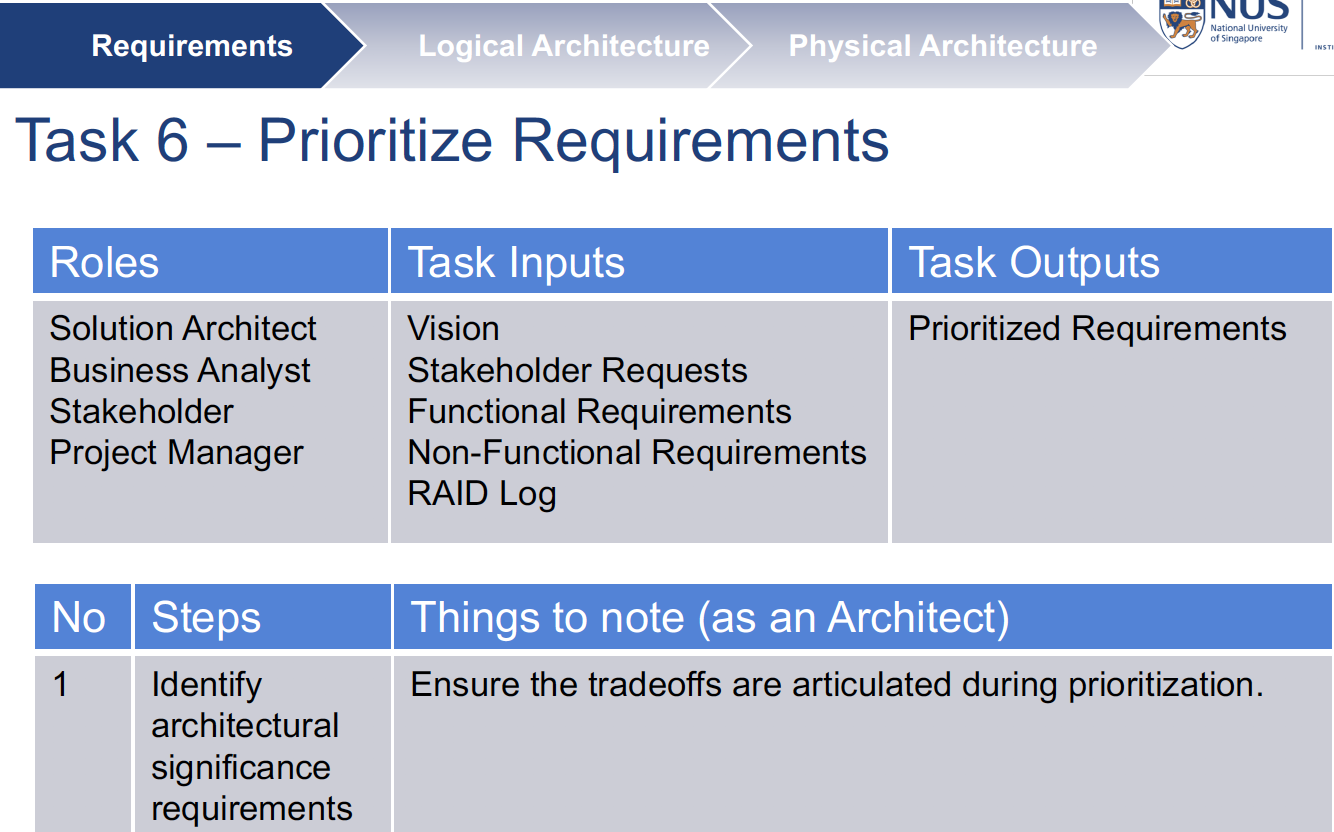 Requirements
Logical Architecture
Physical Architecture
NUS
National University
of Singapore
INSTI
Task 6 – Prioritize Requirements
Roles
Task Inputs
Task Outputs
Solution Architect
Business Analyst
Stakeholder
Project Manager
Vision
Stakeholder Requests
Functional Requirements
Non-Functional Requirements
RAID Log
Prioritized Requirements
No
Steps
Things to note (as an Architect)
1
Identify
architectural
significance
requirements
Ensure the tradeoffs are articulated during prioritization.